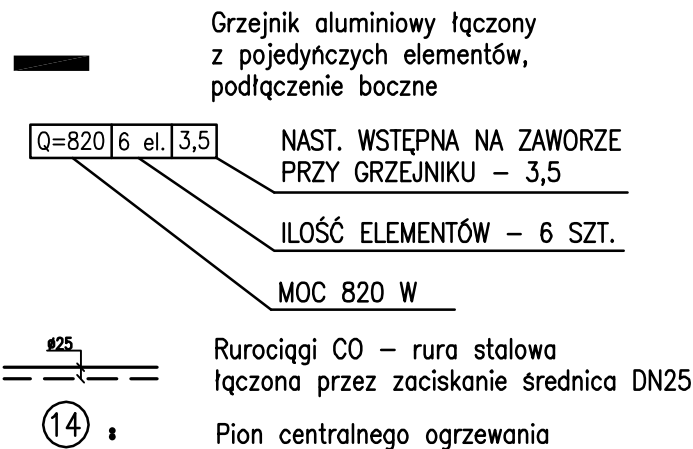 Grzejnik aluminiowy łączony
z pojedyńczych elementów,
podłączenie boczne
Q=820 6 el. 3,5
NAST. WSTĘPNA NA ZAWORZE
PRZY GRZEJNIKU – 3,5
ILOŚĆ ELEMENTÓW – 6 SZT.
MOC 820 W
ø25
Rurociągi CO – rura stalowa
łączona przez zaciskanie średnica DN25
14 :
Pion centralnego ogrzewania